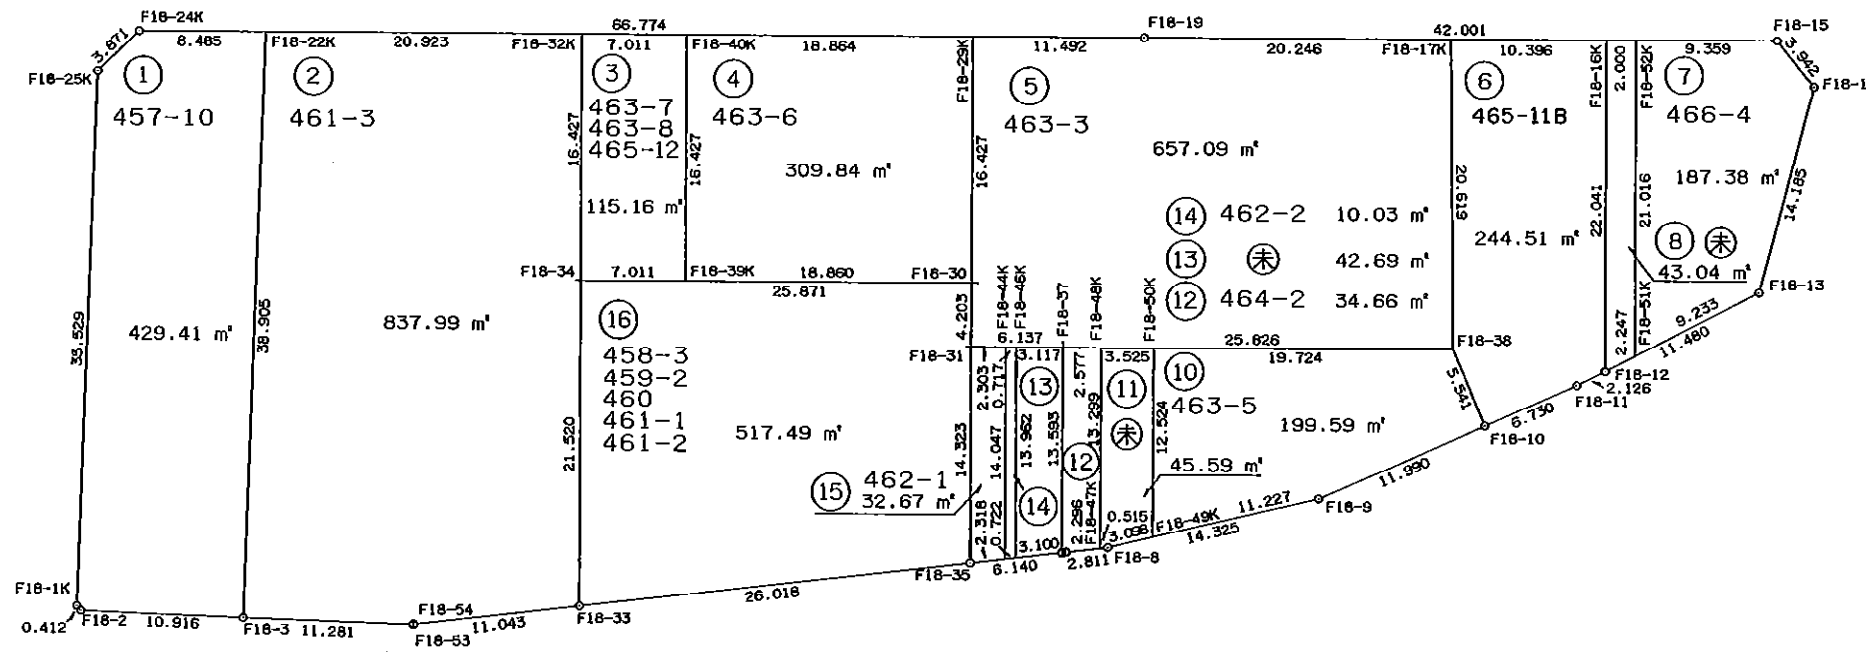 F18-24K
66.774
F18-19
42.001
F18-15
3.871
8.485
F18-22K
20.923
F18-32K
7.011
F18-40K
18.864
F18-29K
11.492
20.246
F18-17K
10.396
F18-16K
2.000
F18-52K
9.359
3.942
F18-1
F18-25K
①
457-10
②
461-3
③
463-7
463-8
465-12
④
463-6
⑤
463-3
⑥
465-11B
⑦
466-4
16.427
16.427
16.427
115.16 ㎡
309.84 ㎡
657.09 ㎡
20.619
244.51 ㎡
22.041
21.016
187.38 ㎡
14.185
⑭ 462-2 10.03 ㎡
⑬ 未 42.69 ㎡
⑫ 464-2 34.66 ㎡
⑧ 未
43.04 ㎡
F18-34
7.011
F18-39K
18.860
F18-30
25.871
F18-44K
F18-46K
F18-37
F18-48K
F18-50K
F18-51K
F18-13
9.233
11.480
2.247
33.529
429.41 ㎡
38.905
837.99 ㎡
⑯
458-3
459-2
460
461-1
461-2
517.49 ㎡
21.520
4.203
F18-31
6.137
25.826
F18-38
2.303
0.717
3.117
2.577
3.525
19.724
5.541
F18-12
2.126
F18-11
⑬
⑪
未
⑩
463-5
199.59 ㎡
14.323
14.047
13.962
13.593
13.299
12.524
6.730
F18-10
⑫
45.59 ㎡
⑮ 462-1
32.67 ㎡
⑭
11.990
F18-9
11.227
2.318
0.722
3.100
2.296
F18-47K
0.515
3.098
F18-49K
14.325
F18-35
6.140
2.811
F18-8
F18-1K
0.412
F18-2
10.916
F18-3
11.281
F18-54
F18-53
11.043
F18-33
26.018